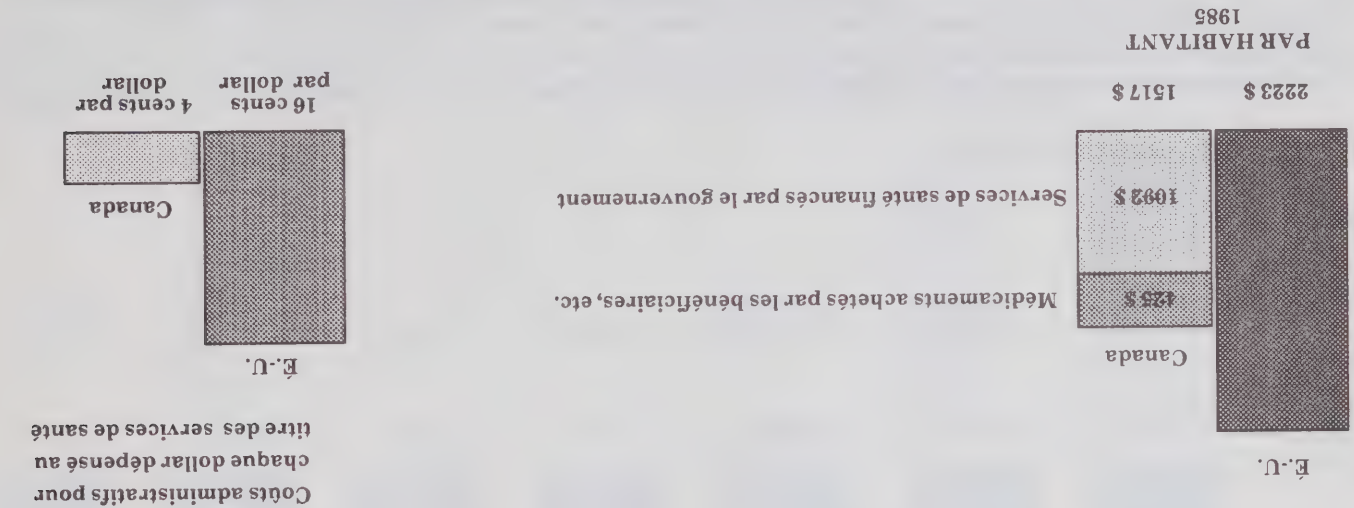 É.-U.
Canada
425 $
Médicaments achetés par les bénéficiaires, etc.
1092 $
Services de santé financés par le gouvernement
2223 $
1517 $
PAR HABITANT
1985
Coûts administratifs pour
chaque dollar dépensé au
titre des services santé
É.-U.
Canada
16 cents
par dollar
4 cents par
dollar